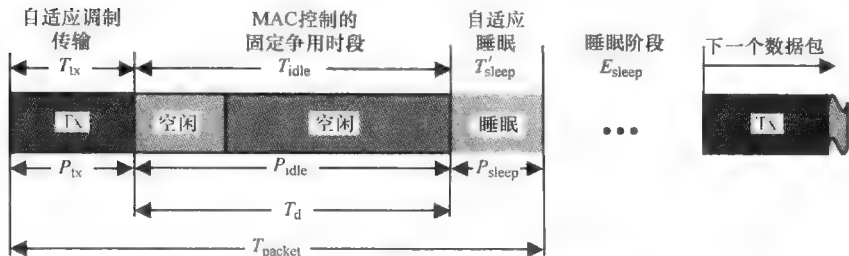 自适应调制
传输
MAC控制的
固定争用时段
自适应
睡眠
睡眠阶段
下一个数据包
T_tx
T_idle
T'_sleep
E_sleep
Tx
空闲
空闲
睡眠
•••
Tx
P_tx
P_idle
P_sleep
T_d
T_packet